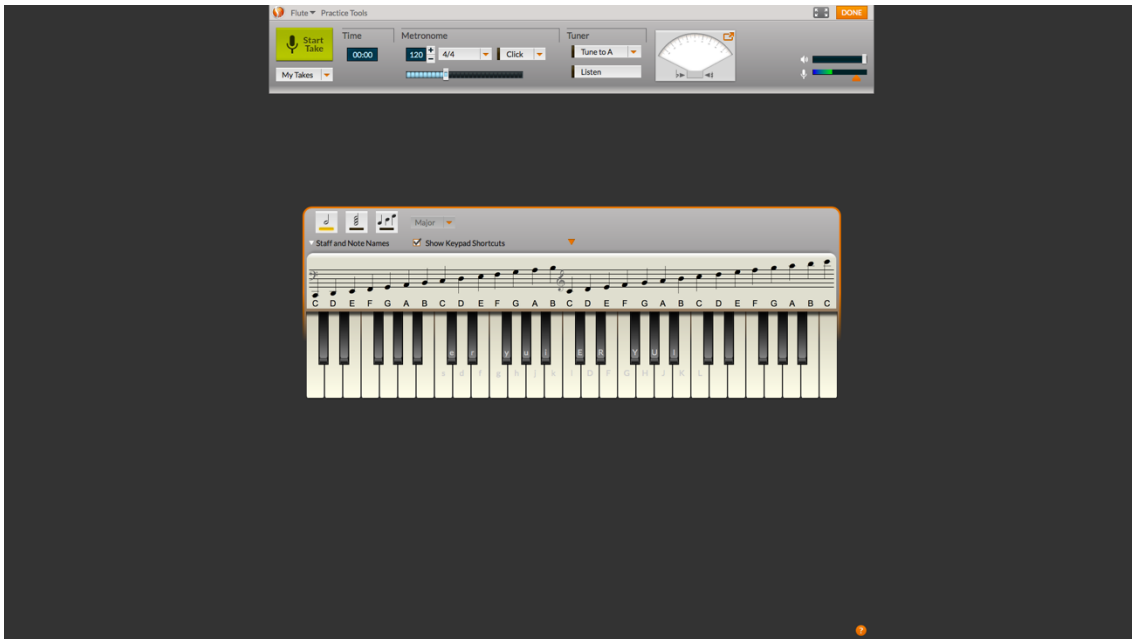 Flute Practice Tools
DONE
Start
Take
Time
Metronome
Tuner
00:00
120
4/4
Click
Tune to A
My Takes
Listen
Major
Staff and Note Names
Show Keypad Shortcuts
C D E F G A B C D E F G A B C D E F G A B C D E F G A B C
e r y u i E R Y U I
s d f g h j k l D F G H J K L
?